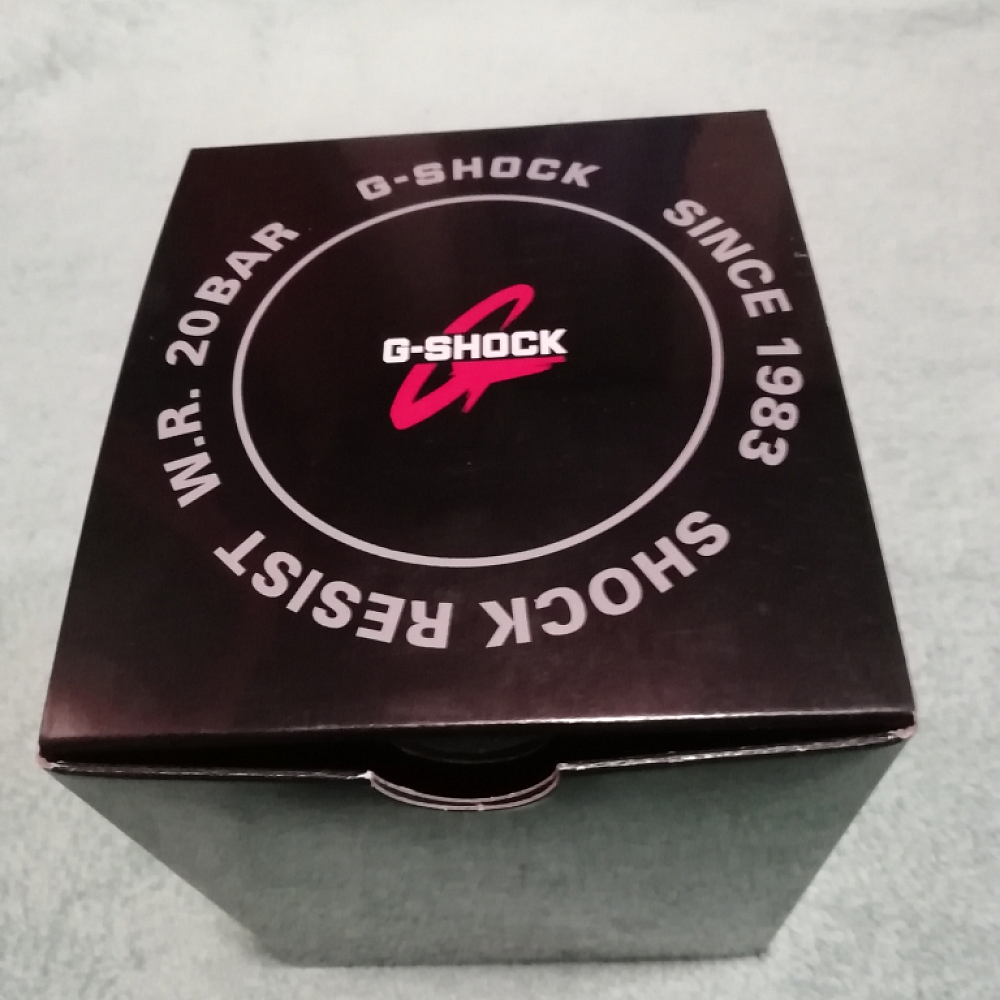 G-SHOCK
SINCE 1983
SHOCK RESIST
W.R. 20BAR
G-SHOCK